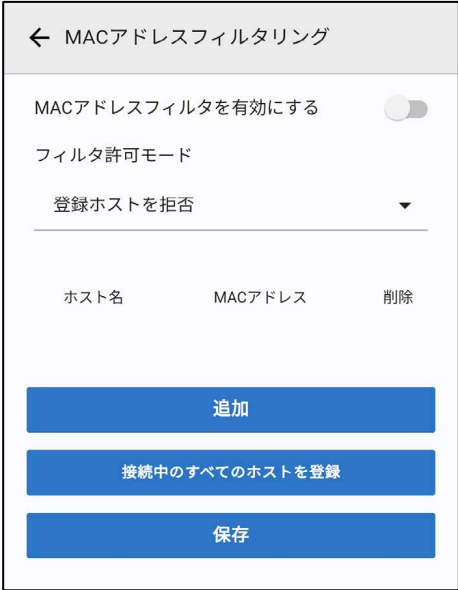 MACアドレスフィルタリング
MACアドレスフィルタを有効にする
フィルタ許可モード
登録ホストを拒否
ホスト名 MACアドレス 削除
追加
接続中のすべてのホストを登録
保存